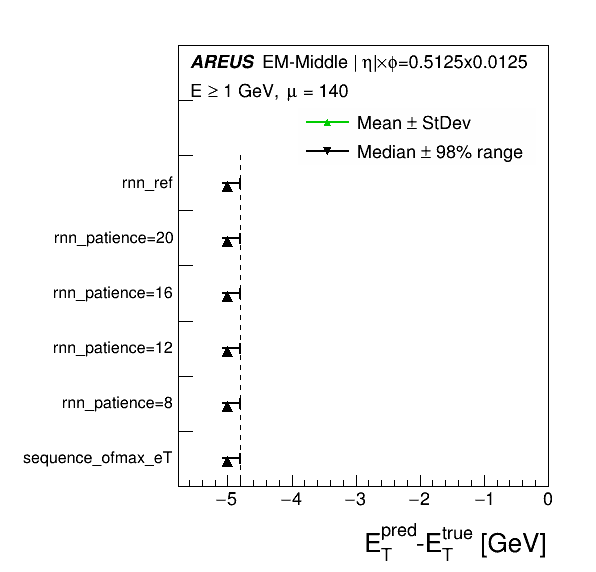 AREUS EM-Middle | η|×ϕ=0.5125x0.0125
E ≥ 1 GeV, μ = 140
Mean ± StDev
Median ± 98% range
rnn_ref
rnn_patience=20
rnn_patience=16
rnn_patience=12
rnn_patience=8
sequence_ofmax_eT
−5 −4 −3 −2 −1 0
E_T^pred-E_T^true [GeV]